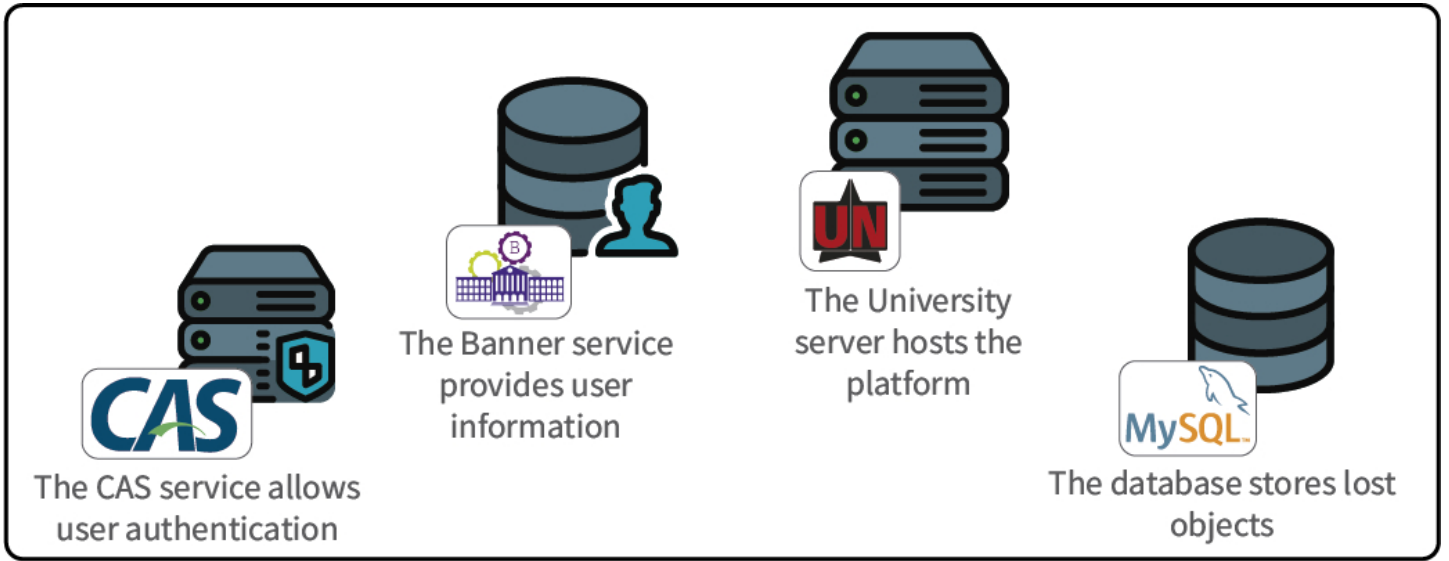 CAS
The CAS service allows
user authentication
B
The Banner service
provides user
information
UN
The University
server hosts the
platform
MySQL™
The database stores lost
objects